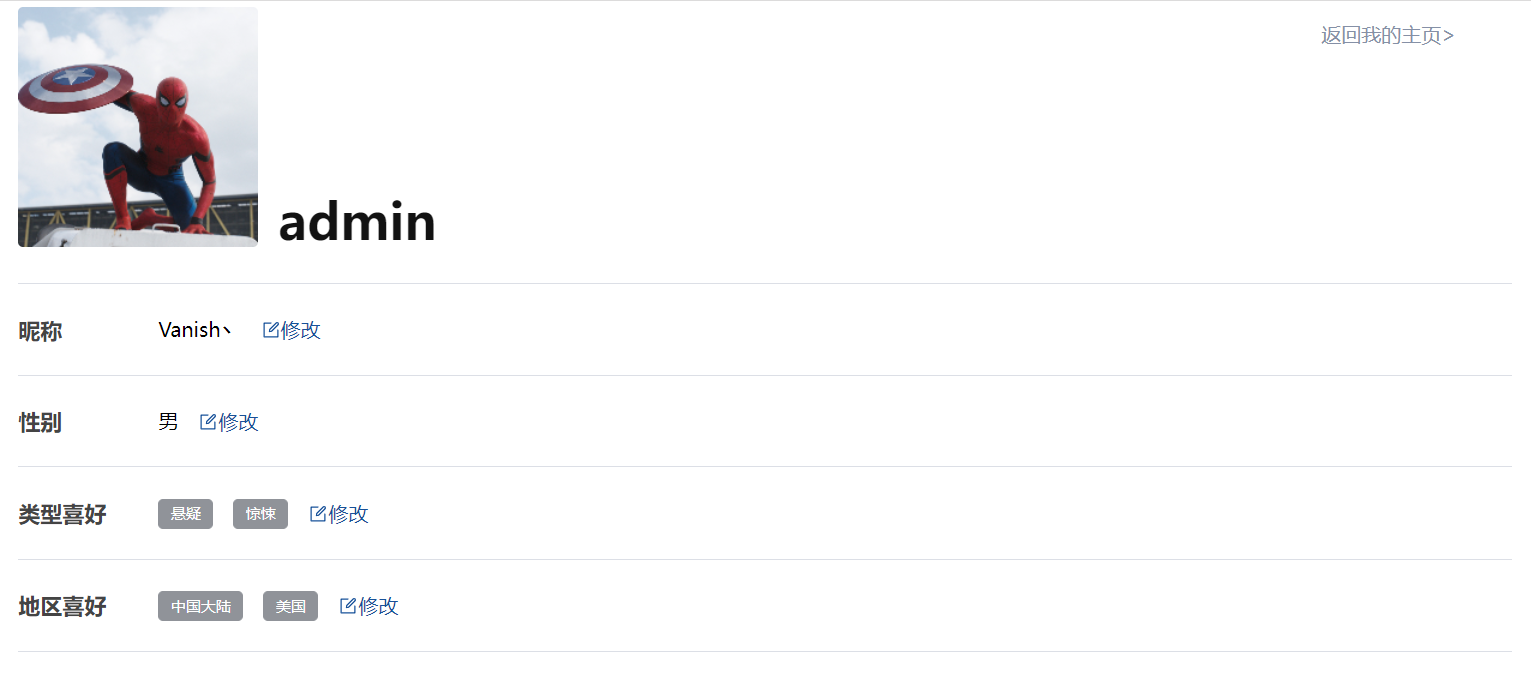 返回我的主页>
admin
昵称 Vanish丶 修改
性别 男 修改
类型喜好 悬疑 惊悚 修改
地区喜好 中国大陆 美国 修改